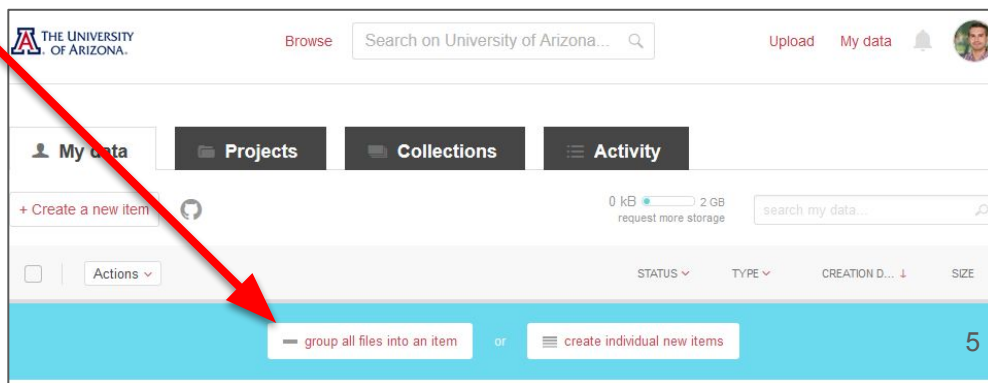 THE UNIVERSITY
OF ARIZONA.
Browse
Search on University of Arizona...
Upload
My data
My data
Projects
Collections
Activity
+ Create a new item
0 kB
2 GB
request more storage
search my data...
Actions
STATUS
TYPE
CREATION D...
SIZE
group all files into an item
or
create individual new items
5